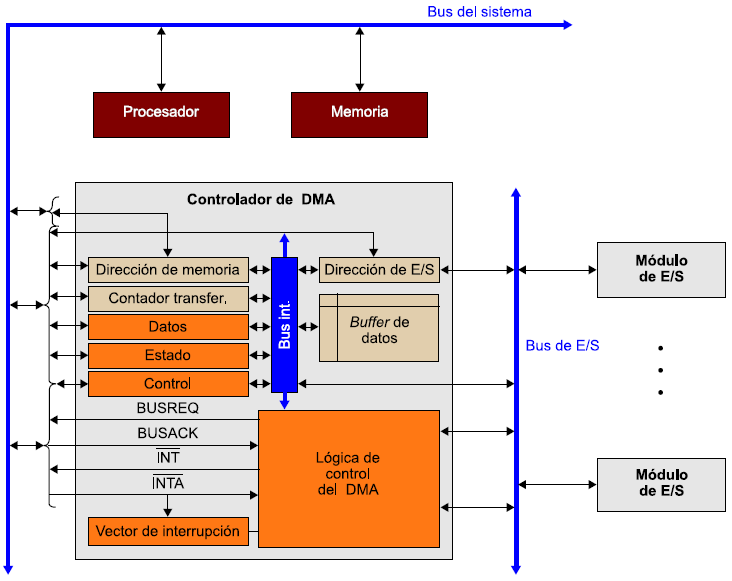 Bus del sistema
Procesador
Memoria
Controlador de DMA
Dirección de memoria
Dirección de E/S
Contador transfer.
Datos
Estado
Control
Bus int.
Buffer de
datos
BUSREQ
BUSACK
INT
INTA
Vector de interrupción
Lógica de
control
del DMA
Bus de E/S
Módulo
de E/S
Módulo
de E/S